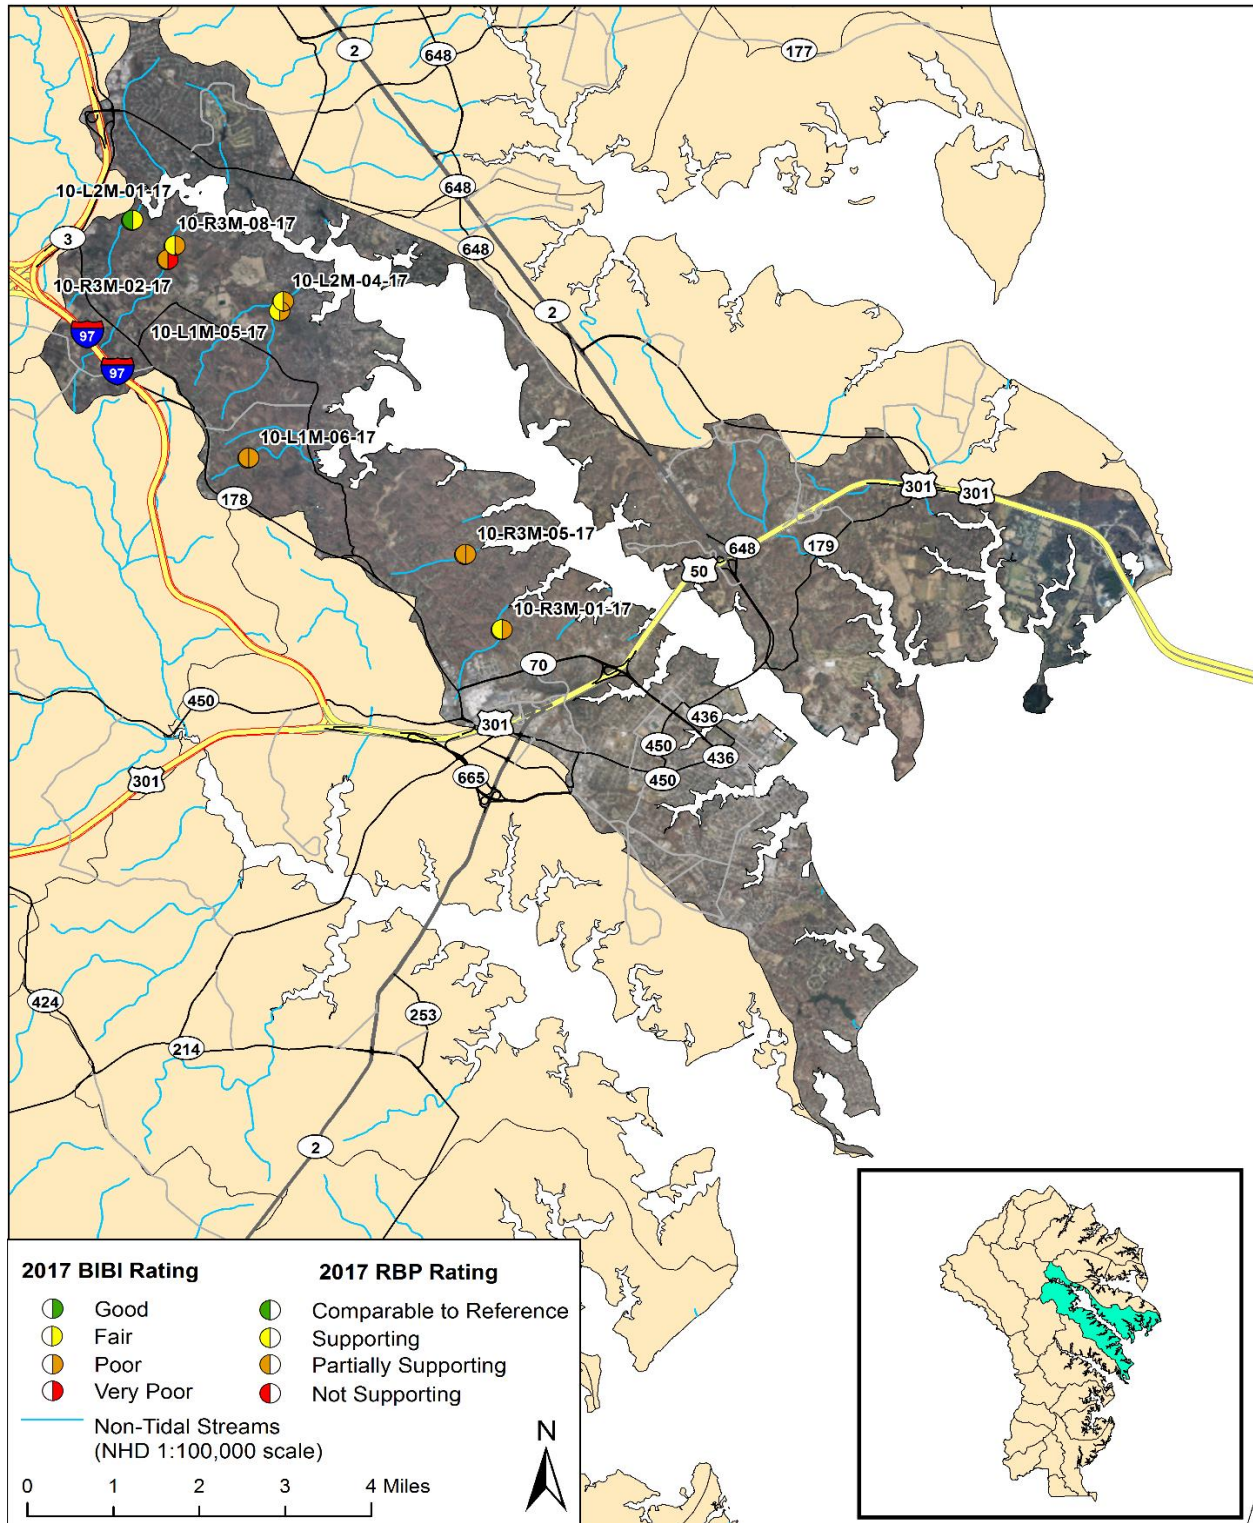 2
648
177
648
10-L2M-01-17
10-R3M-08-17
3
648
10-R3M-02-17
10-L2M-04-17
2
97
10-L1M-05-17
97
10-L1M-06-17
178
301
301
10-R3M-05-17
648
179
50
10-R3M-01-17
70
450
301
436
450
436
301
665
450
424
253
214
2
2017 BIBI Rating
2017 RBP Rating
Good
Comparable to Reference
Fair
Supporting
Poor
Partially Supporting
Very Poor
Not Supporting
Non-Tidal Streams
(NHD 1:100,000 scale)
N
0 1 2 3 4 Miles